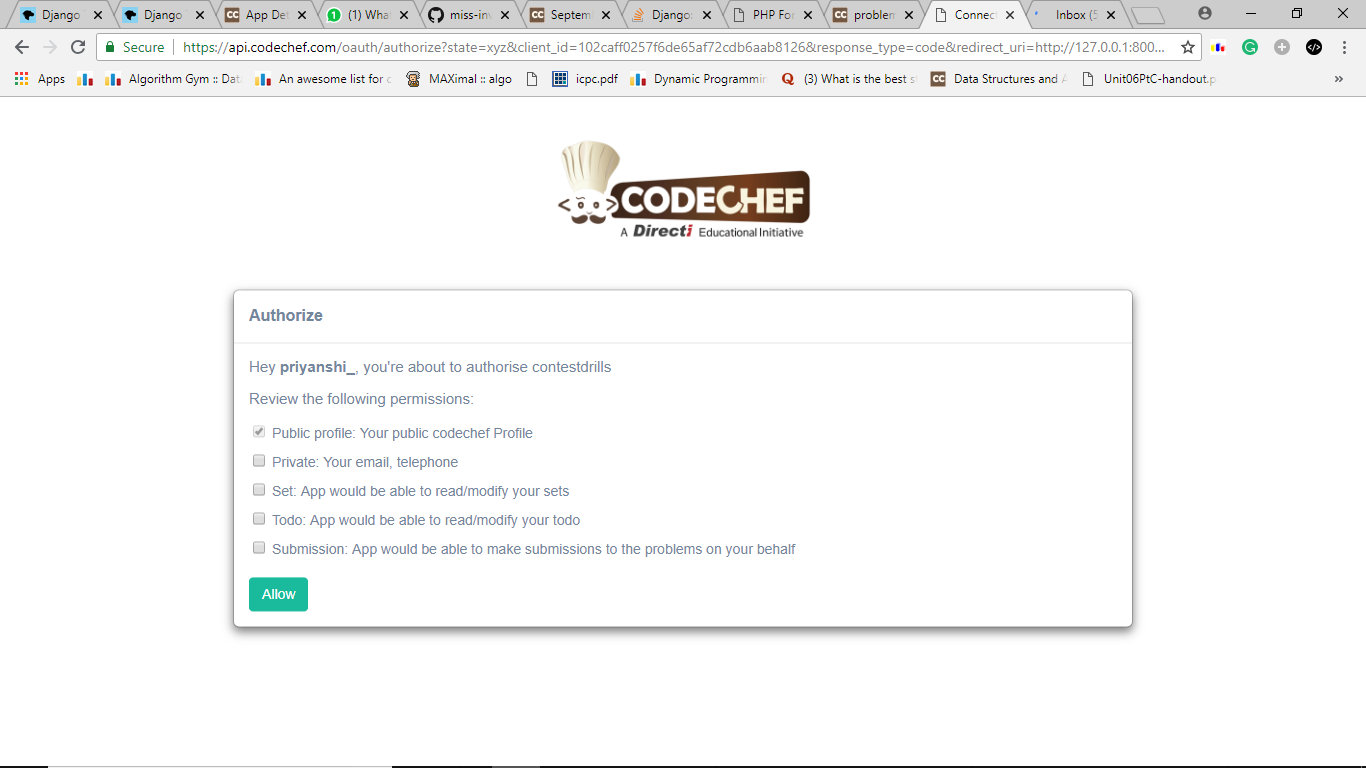 Django
Django
App Det
1 (1) Wha
miss-inv
CC Septem
Django:
PHP For
CC problem
Connect
Inbox (5
Secure https://api.codechef.com/oauth/authorize?state=xyz&client_id=102caff0257f6de65af72cdb6aab8126&response_type=code&redirect_uri=http://127.0.0.1:800...
Apps Algorithm Gym :: Dat An awesome list for c MAXimal :: algo icpc.pdf Dynamic Programmin (3) What is the best s CC Data Structures and A Unit06PtC-handout.p »
CODECHEF
A Directi Educational Initiative
Authorize
Hey priyanshi_, you're about to authorise contestdrills
Review the following permissions:
Public profile: Your public codechef Profile
Private: Your email, telephone
Set: App would be able to read/modify your sets
Todo: App would be able to read/modify your todo
Submission: App would be able to make submissions to the problems on your behalf
Allow